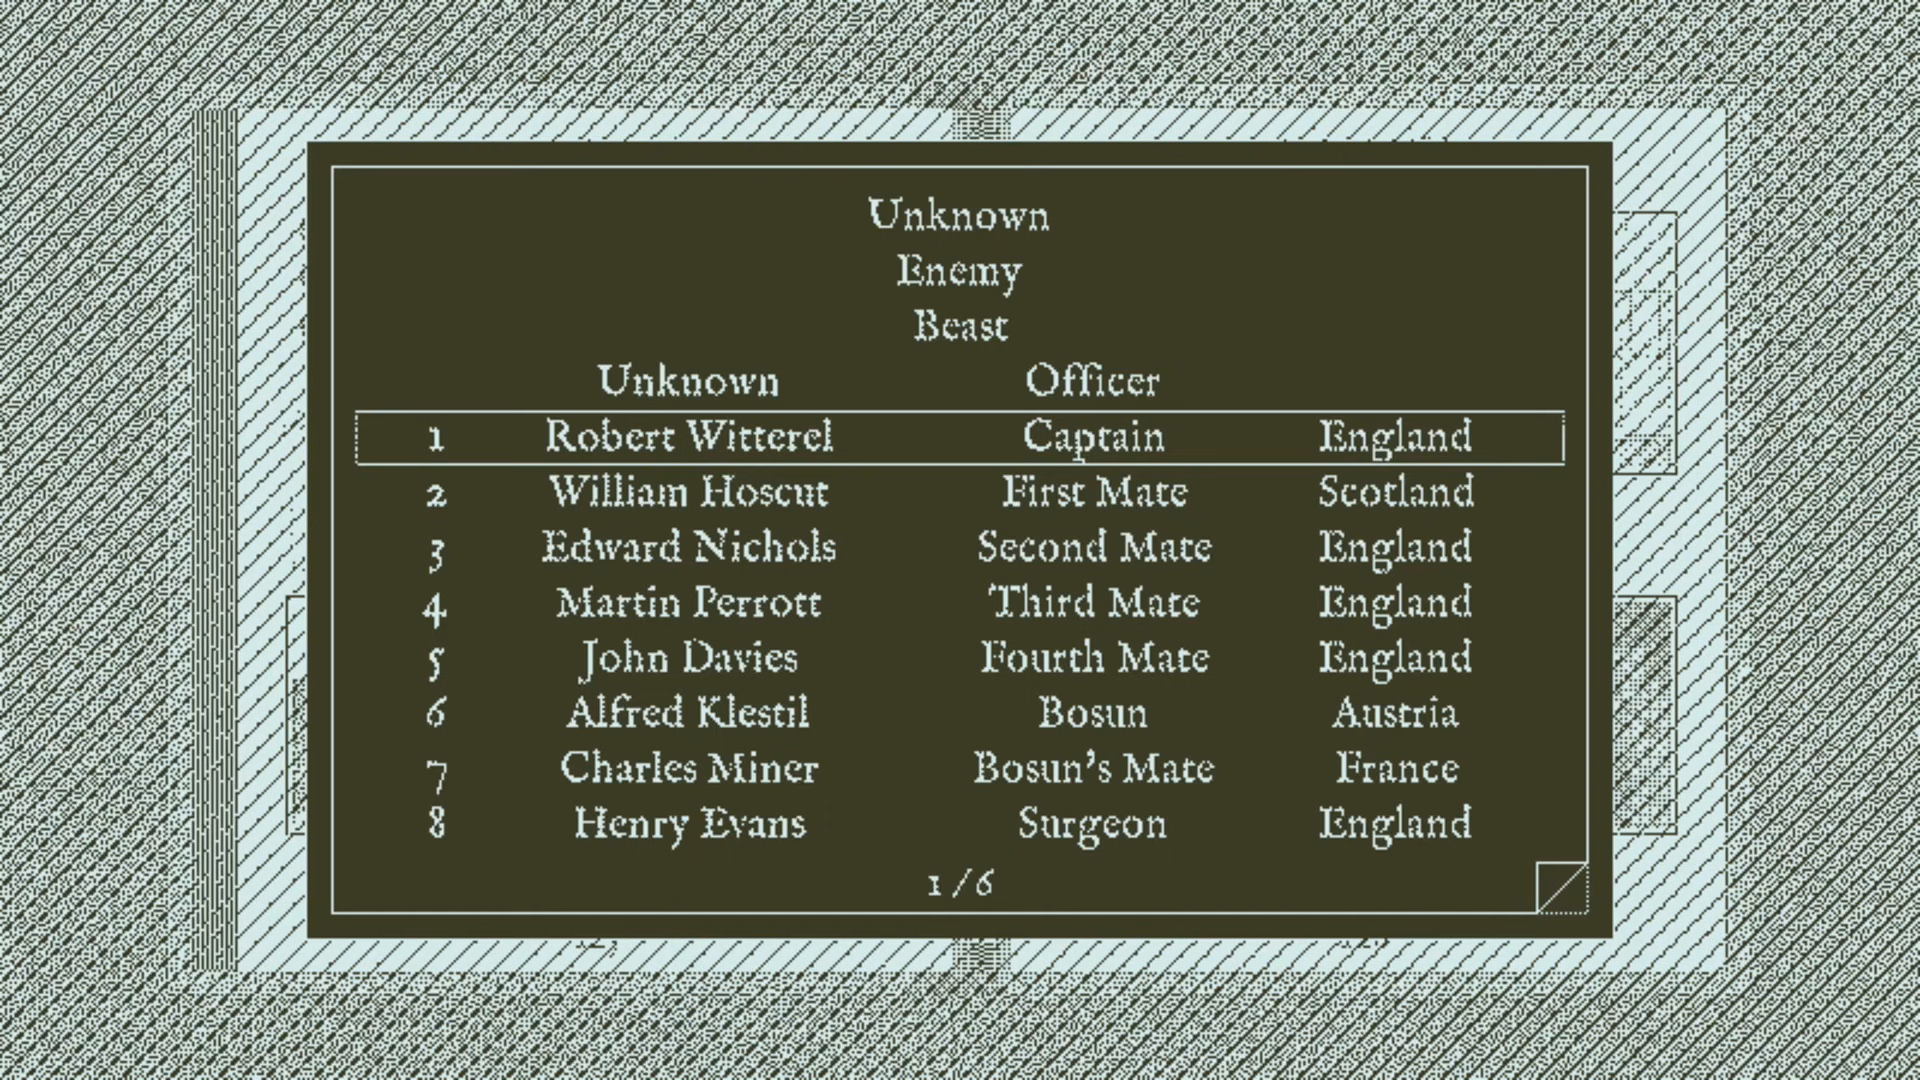 Unknown
Enemy
Beast
Unknown Officer
1 Robert Witterel Captain England
2 William Hoscut First Mate Scotland
3 Edward Nichols Second Mate England
4 Martin Perrott Third Mate England
5 John Davies Fourth Mate England
6 Alfred Klestil Bosun Austria
7 Charles Miner Bosun's Mate France
8 Henry Evans Surgeon England
1 / 6